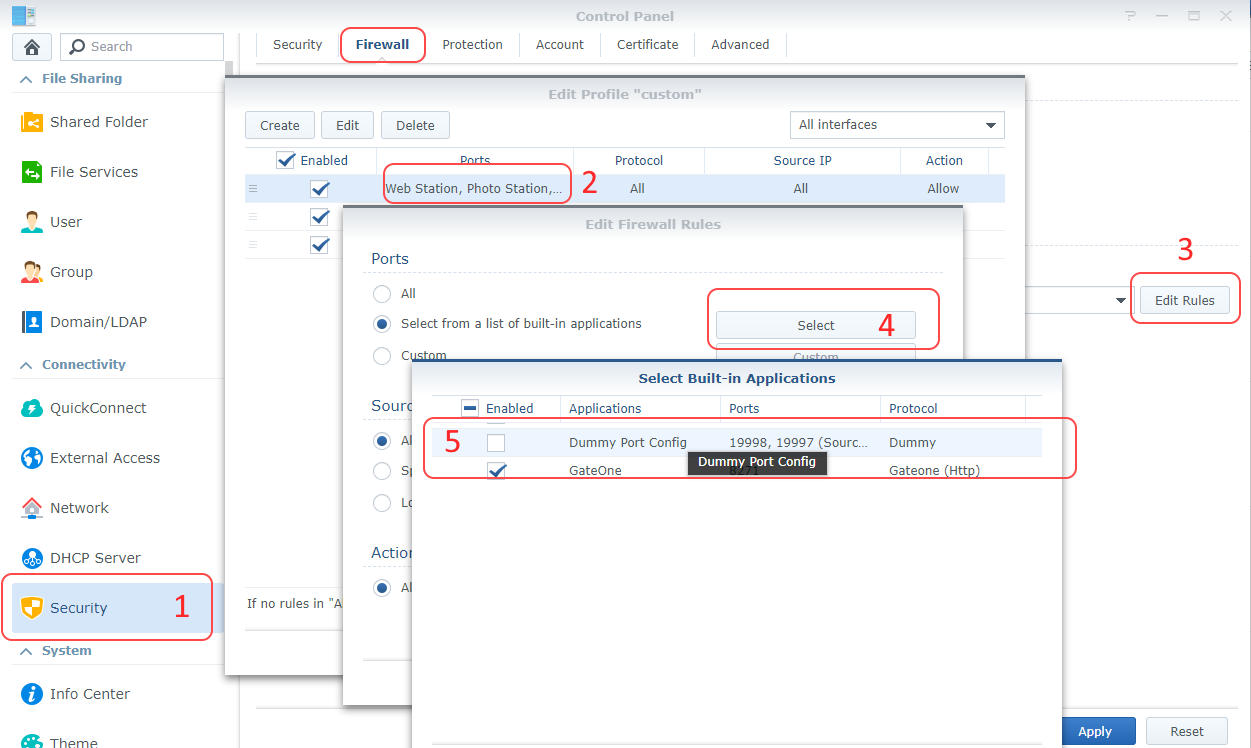 Control Panel
Search
Security
Firewall
Protection
Account
Certificate
Advanced
File Sharing
Shared Folder
File Services
User
Group
Domain/LDAP
Connectivity
QuickConnect
External Access
Network
DHCP Server
Security
1
System
Info Center
Theme
Edit Profile "custom"
Create
Edit
Delete
All interfaces
Enabled
Ports
Protocol
Source IP
Action
Web Station, Photo Station,...
2
All
All
Allow
If no rules in "A
3
Edit Rules
Edit Firewall Rules
Ports
All
Select from a list of built-in applications
Select
4
Custom
Custom
Sourc
Al
Sp
Lo
Action
Al
Select Built-in Applications
Enabled
Applications
Ports
Protocol
5
Dummy Port Config
19998, 19997 (Sourc...
Dummy
Dummy Port Config
GateOne
8271
Gateone (Http)
Apply
Reset